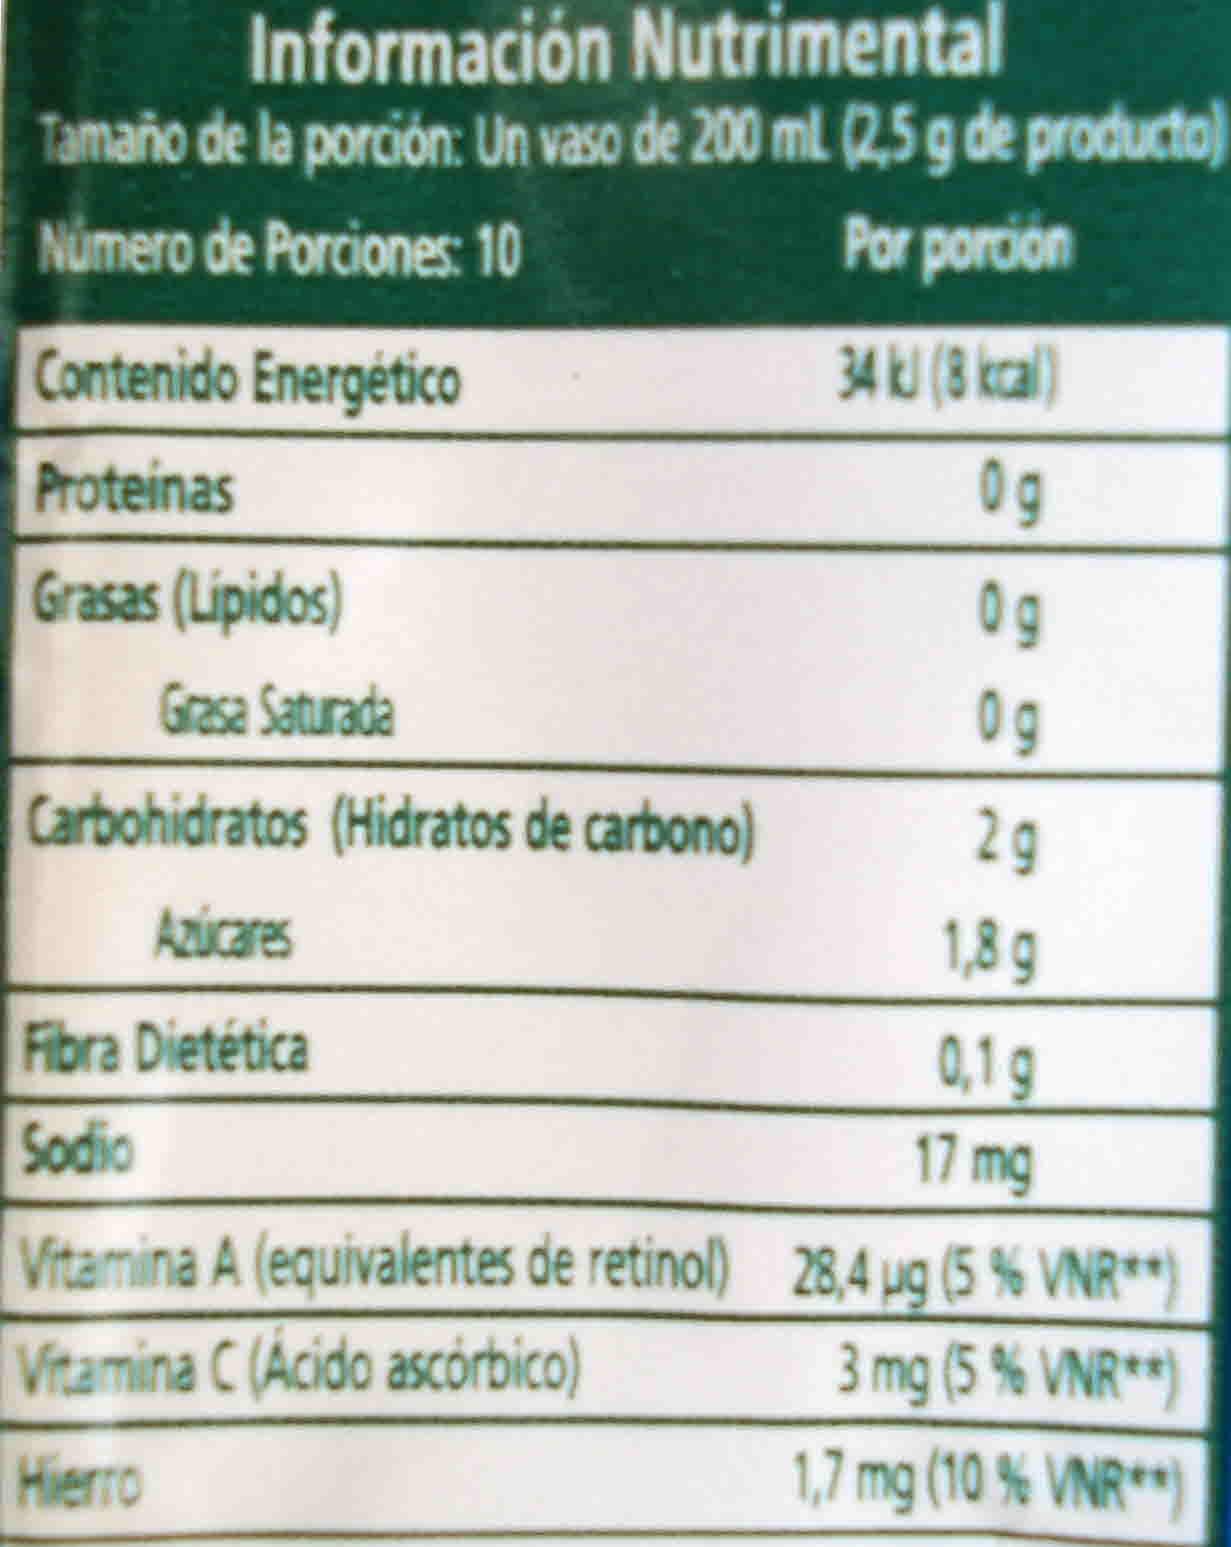 Información Nutrimental
Tamaño de la porción: Un vaso de 200 mL (2,5 g de producto)
Número de Porciones: 10 Por porción
Contenido Energético 34 kJ (8 kcal)
Proteínas 0 g
Grasas (Lípidos) 0 g
Grasa Saturada 0 g
Carbohidratos (Hidratos de carbono) 2 g
Azúcares 1,8 g
Fibra Dietética 0,1 g
Sodio 17 mg
Vitamina A (equivalentes de retinol) 28,4 µg (5 % VNR**)
Vitamina C (Ácido ascórbico) 3 mg (5 % VNR**)
Hierro 1,7 mg (10 % VNR**)